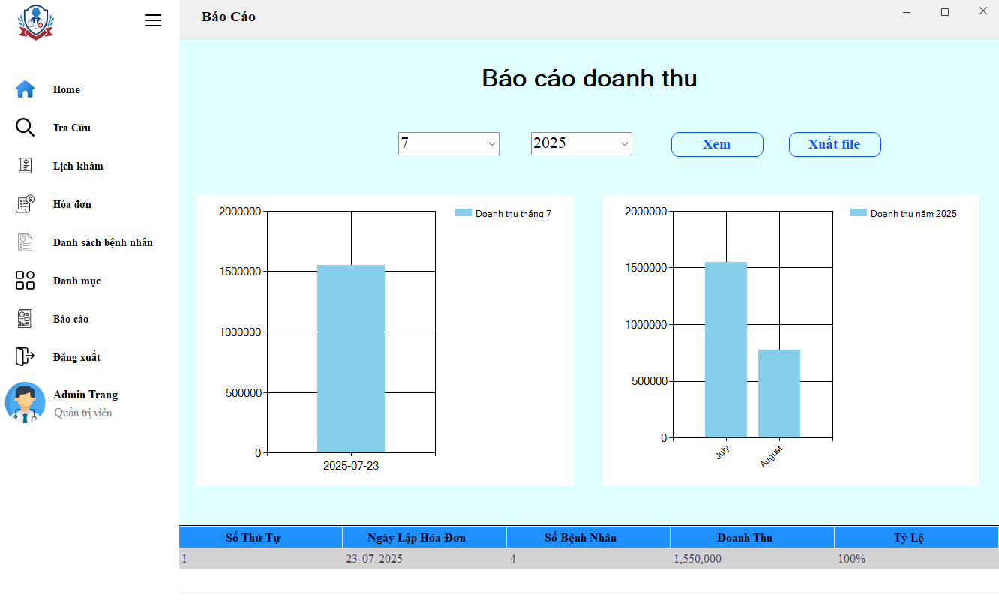 Báo Cáo
Home
Tra Cứu
Lịch khám
Hóa đơn
Danh sách bệnh nhân
Danh mục
Báo cáo
Đăng xuất
Admin Trang
Quản trị viên
Báo cáo doanh thu
7 2025 Xem Xuất file
2000000
1500000
1000000
500000
0
2025-07-23
Doanh thu tháng 7
2000000
1500000
1000000
500000
0
July August
Doanh thu năm 2025
Số Thứ Tự Ngày Lập Hóa Đơn Số Bệnh Nhân Doanh Thu Tỷ Lệ
1 23-07-2025 4 1,550,000 100%